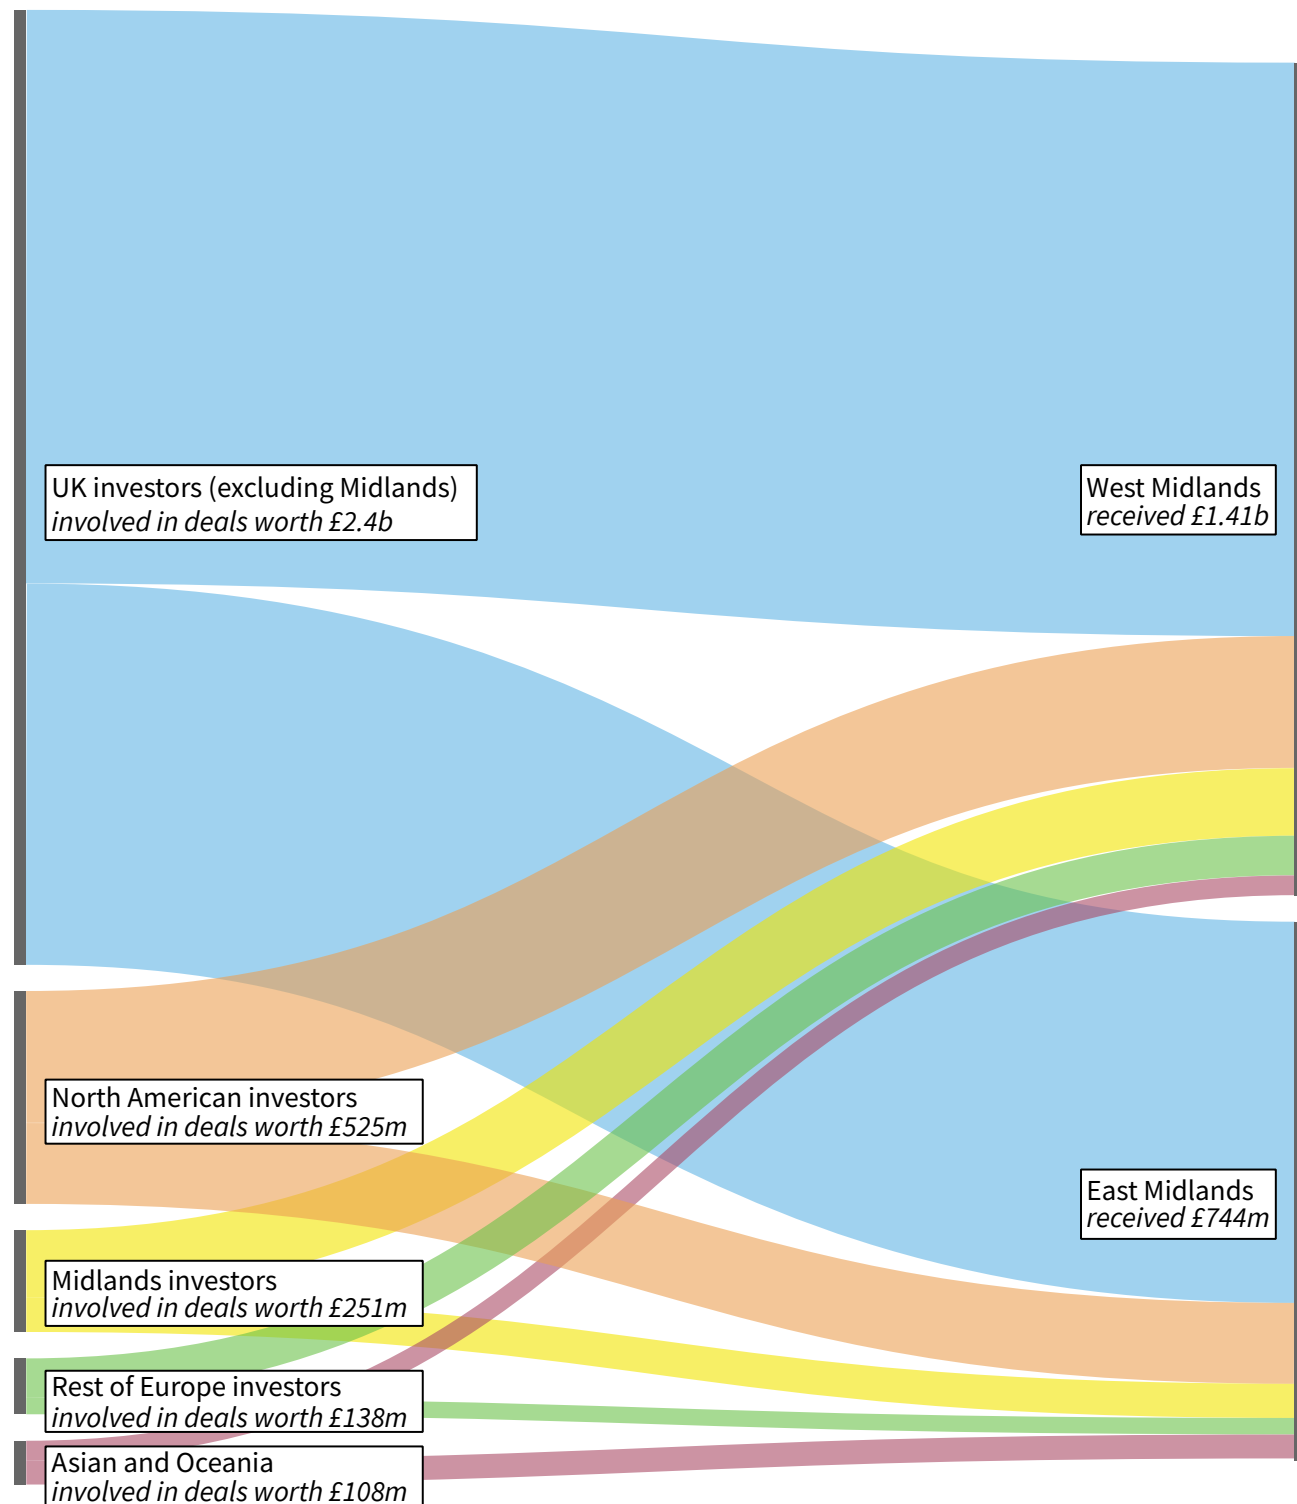 UK investors (excluding Midlands)
involved in deals worth £2.4b
West Midlands
received £1.41b
North American investors
involved in deals worth £525m
East Midlands
received £744m
Midlands investors
involved in deals worth £251m
Rest of Europe investors
involved in deals worth £138m
Asian and Oceania
involved in deals worth £108m